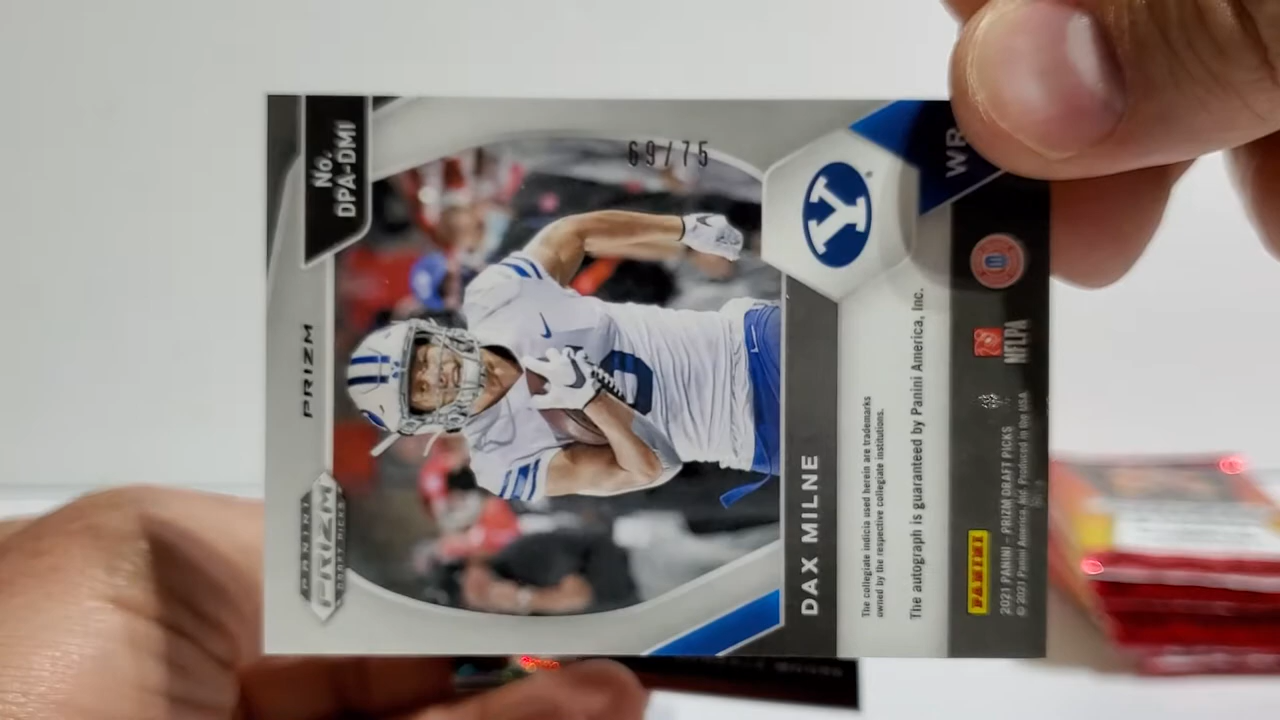 No.
DPA-DMI
69/75
PRIZM
PANINI
PRIZM
DRAFT PICKS
Y
WR
DAX MILNE
The collegiate indicia used herein are trademarks
owned by the respective collegiate institutions.
The autograph is guaranteed by Panini America, Inc.
NFLPA
PANINI
2021 PANINI – PRIZM DRAFT PICKS
© 2021 Panini America, Inc. Produced in the USA